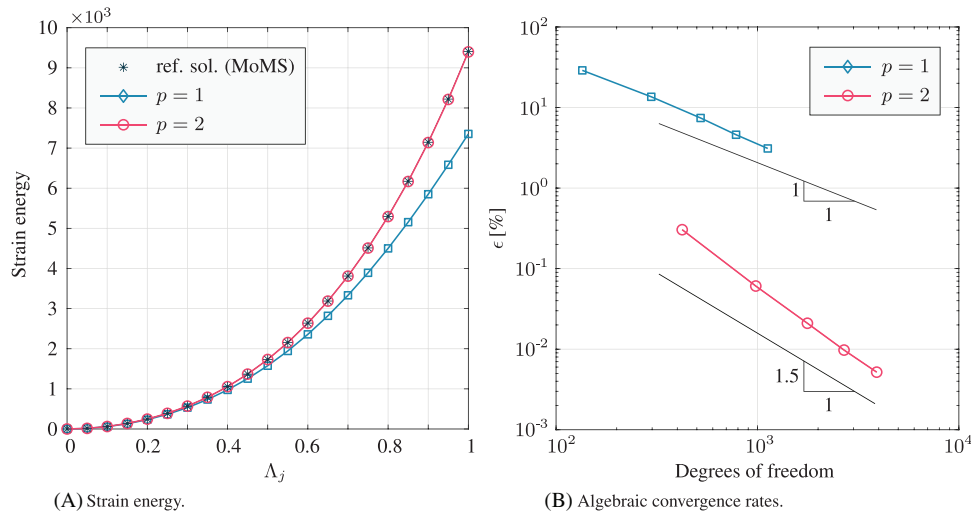 ×10³
10
9
8
7
6
5
4
3
2
1
0
Strain energy
ref. sol. (MoMS)
p = 1
p = 2
0
0.2
0.4
0.6
0.8
1
Λⱼ
(A) Strain energy.
10²
10¹
10⁰
10⁻¹
10⁻²
10⁻³
ϵ [%]
p = 1
p = 2
1
1
1.5
1
10²
10³
10⁴
Degrees of freedom
(B) Algebraic convergence rates.